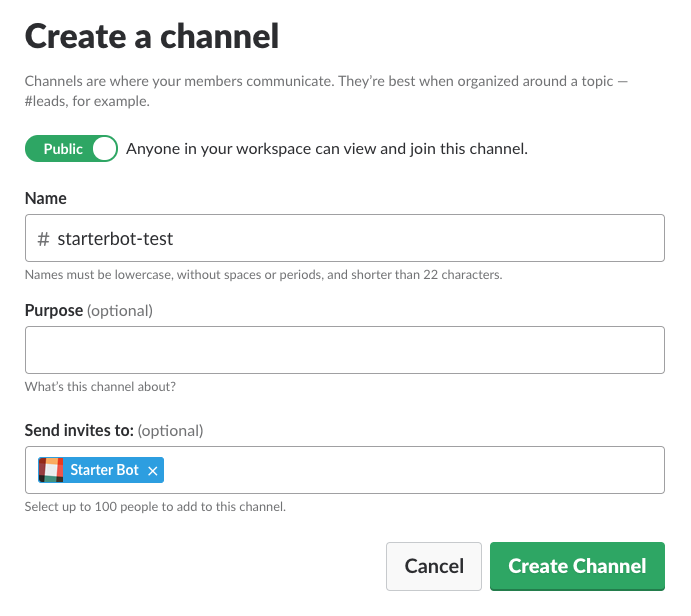 Create a channel
Channels are where your members communicate. They’re best when organized around a topic —
#leads, for example.
Public Anyone in your workspace can view and join this channel.
Name
# starterbot-test
Names must be lowercase, without spaces or periods, and shorter than 22 characters.
Purpose (optional)
What’s this channel about?
Send invites to: (optional)
Starter Bot ×
Select up to 100 people to add to this channel.
Cancel Create Channel